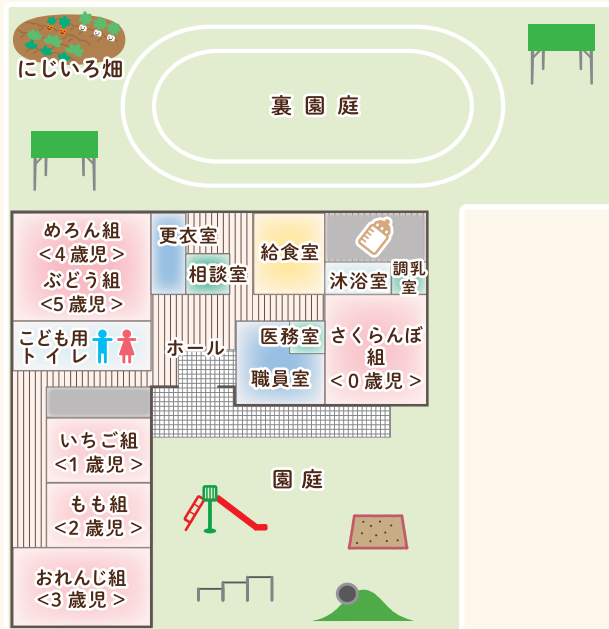 にじいろ畑
裏園庭
めろん組
<4歳児>
ぶどう組
<5歳児>
更衣室
相談室
給食室
沐浴室
調乳
室
こども用
トイレ
ホール
医務室
職員室
さくらんぼ
組
<0歳児>
いちご組
<1歳児>
もも組
<2歳児>
おれんじ組
<3歳児>
園庭